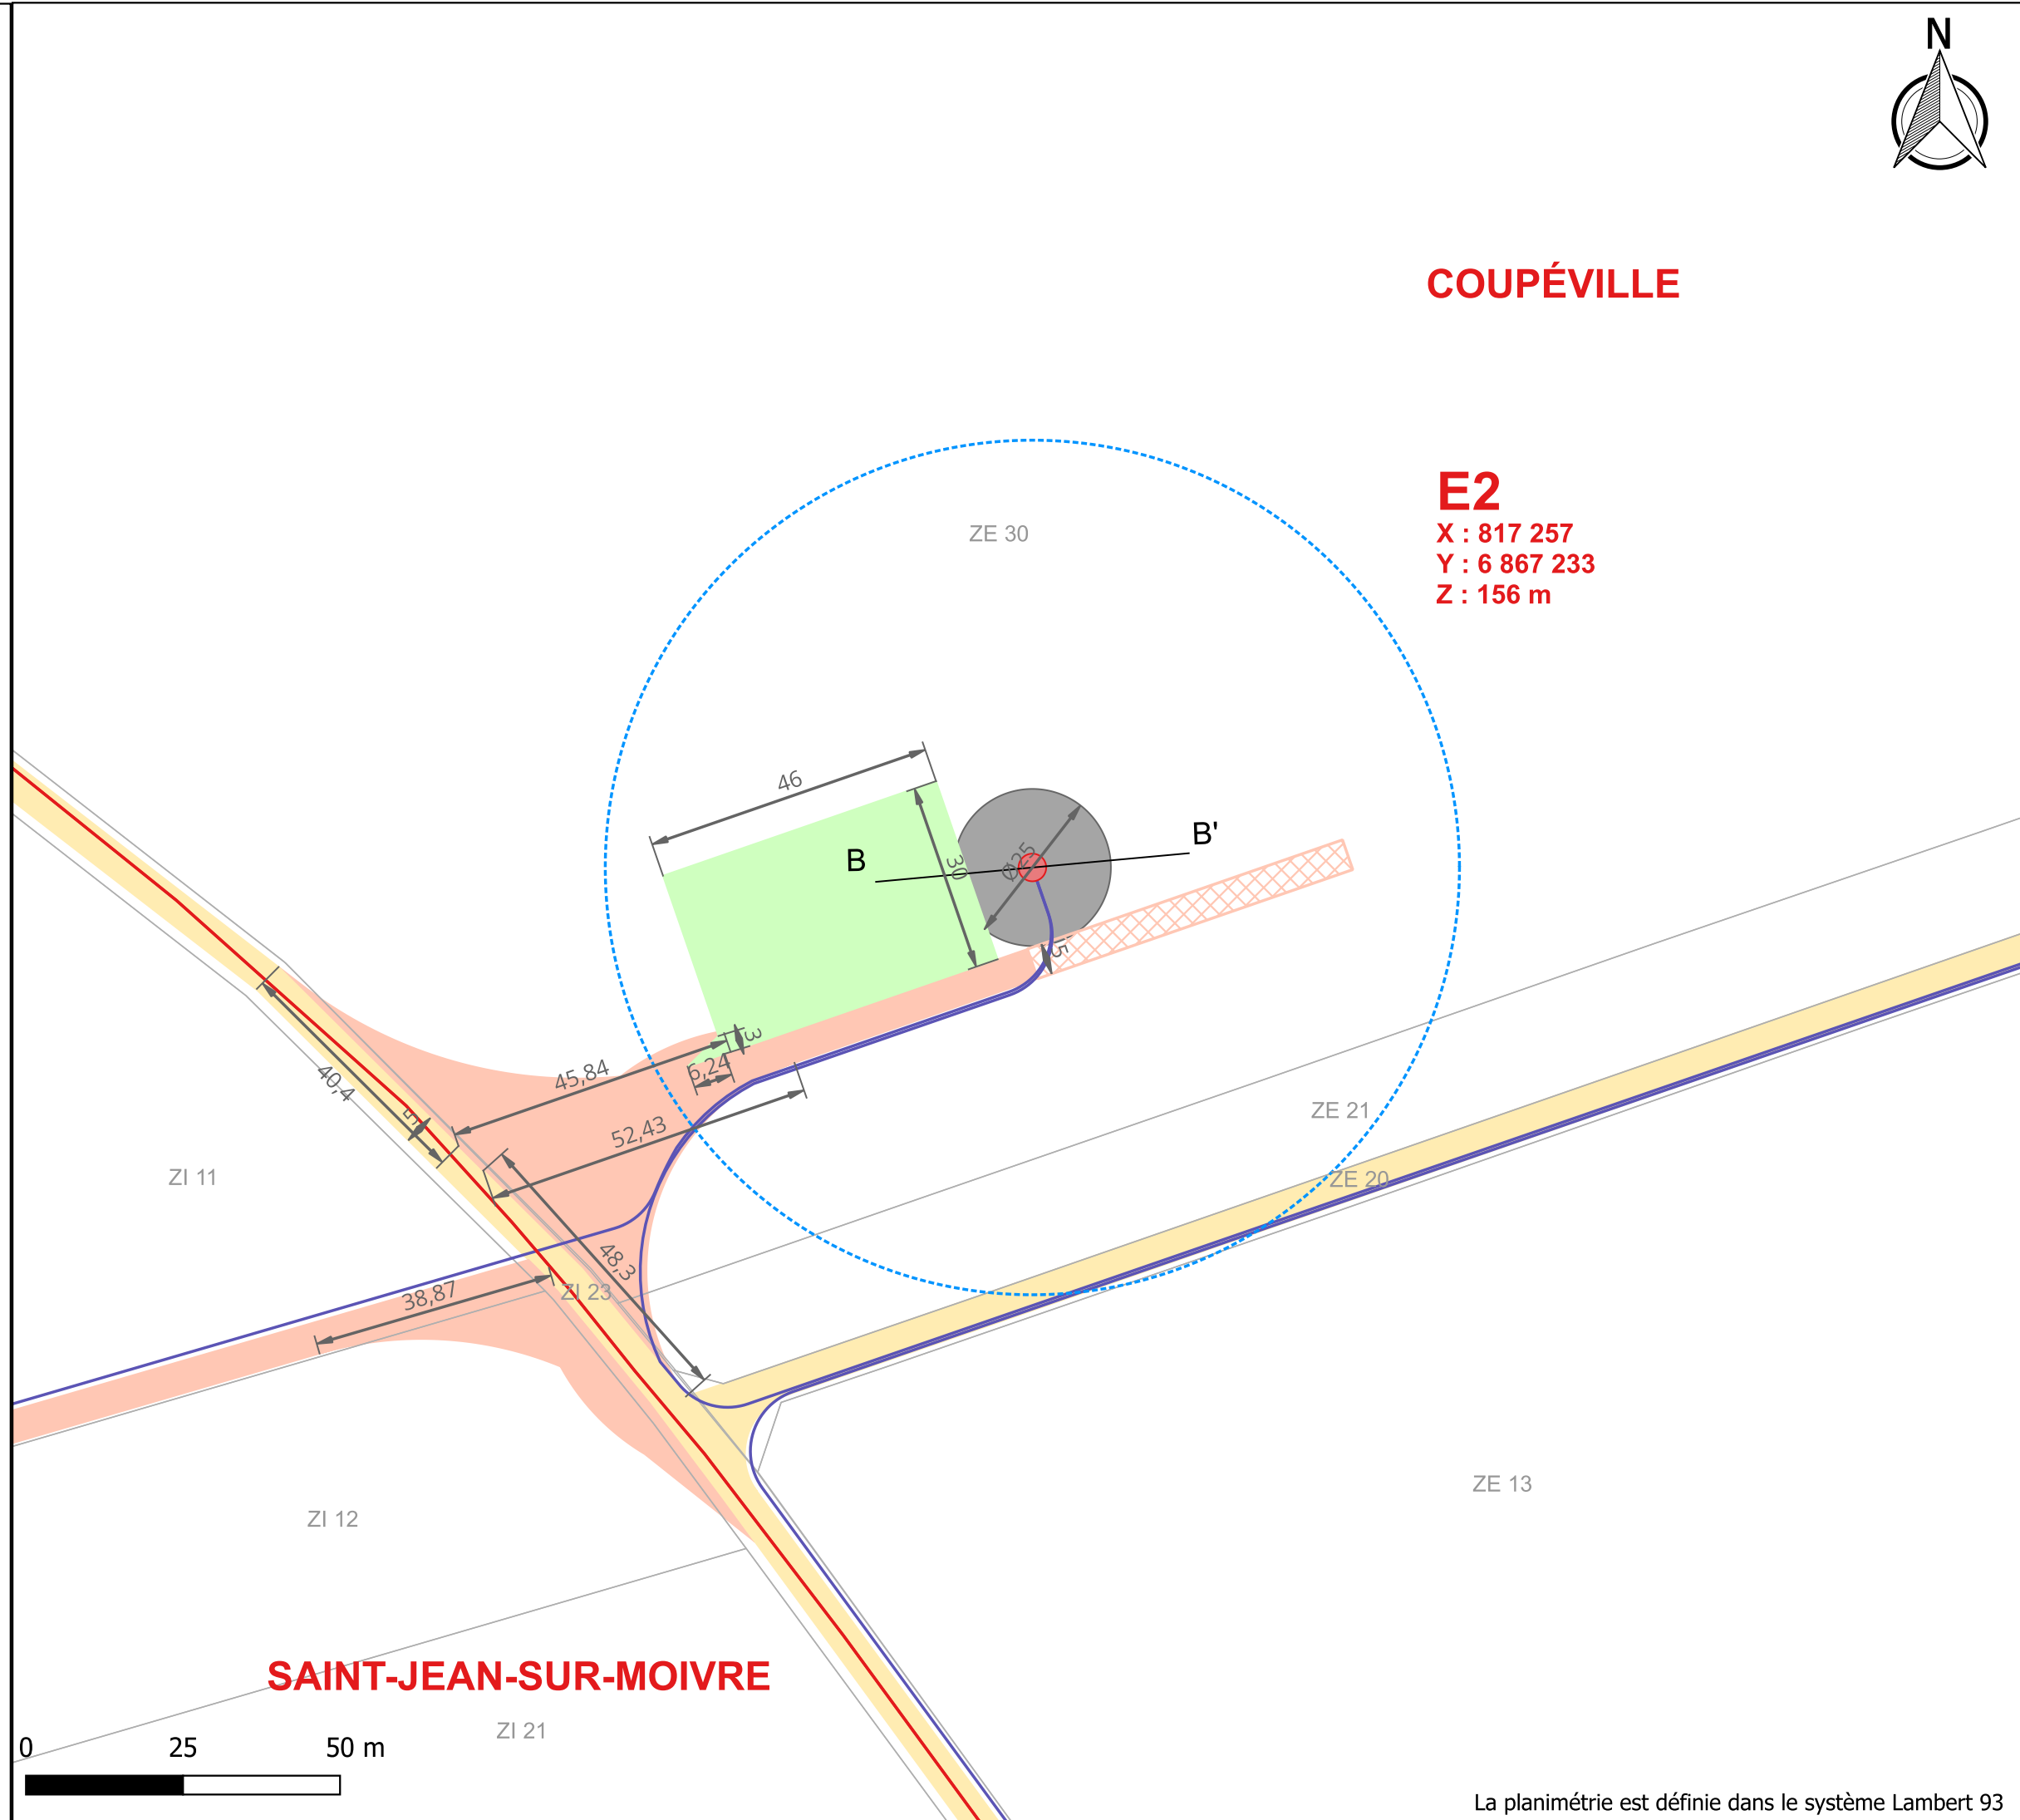 N
COUPÉVILLE
E2
X : 817 257
Y : 6 867 233
Z : 156 m
ZE 30
46
B
30
Ø25
B'
5
3
45,84
6,24
52,43
40,4
5
ZE 21
ZE 20
ZI 11
48,3
38,87
ZI 23
ZE 13
ZI 12
SAINT-JEAN-SUR-MOIVRE
ZI 21
0 25 50 m
La planimétrie est définie dans le système Lambert 93